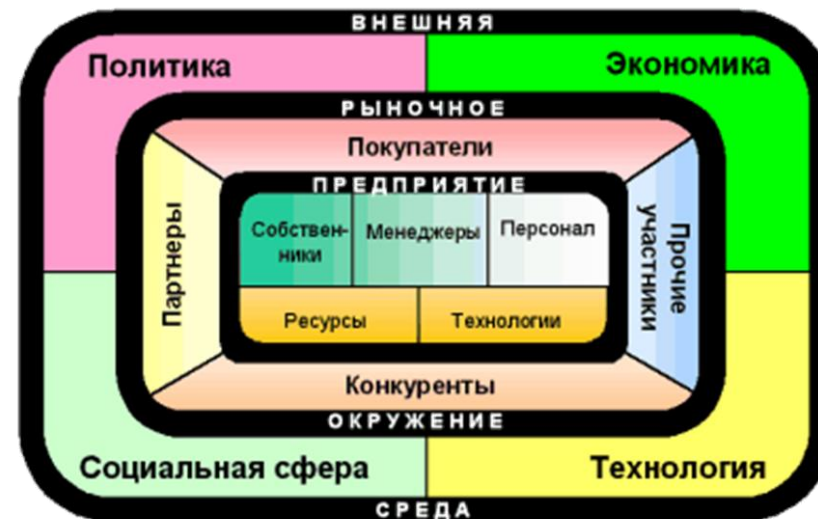 ВНЕШНЯЯ
Политика
Экономика
РЫНОЧНОЕ
Покупатели
ПРЕДПРИЯТИЕ
Партнеры
Собствен-
ники
Менеджеры
Персонал
Прочие
участники
Ресурсы
Технологии
Конкуренты
ОКРУЖЕНИЕ
Социальная сфера
Технология
СРЕДА